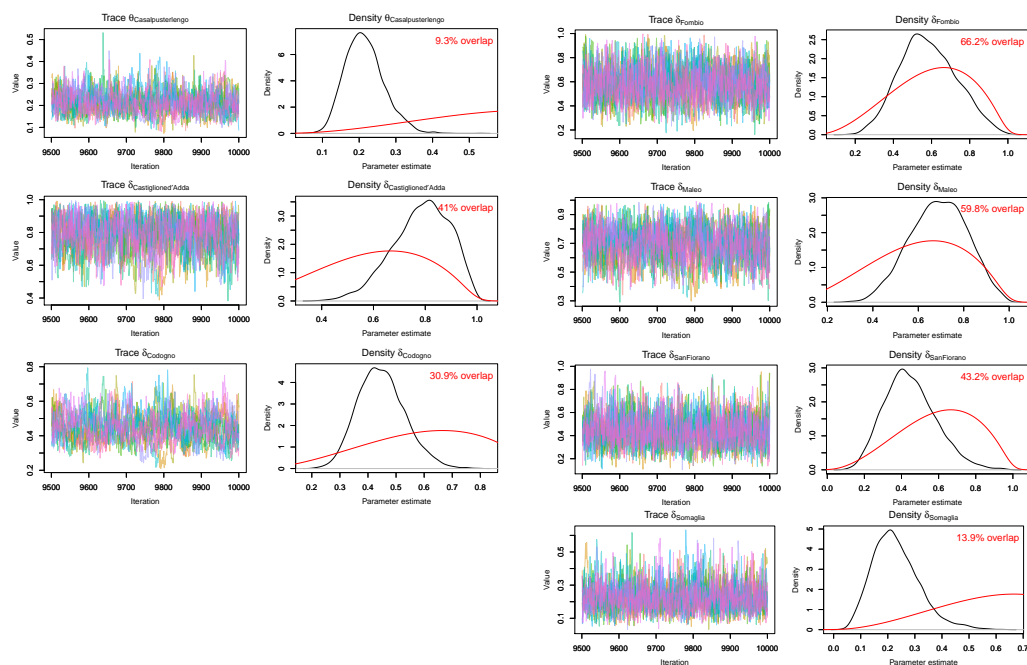 Trace θCasalpusterlengo
Value
0.1 0.2 0.3 0.4 0.5
9500 9600 9700 9800 9900 10000
Iteration
Density θCasalpusterlengo
9.3% overlap
Density
0 2 4 6
0.1 0.2 0.3 0.4 0.5
Parameter estimate
Trace δCastiglioned'Adda
Value
0.4 0.6 0.8 1.0
9500 9600 9700 9800 9900 10000
Iteration
Density δCastiglioned'Adda
41% overlap
Density
0.0 1.0 2.0 3.0
0.4 0.6 0.8 1.0
Parameter estimate
Trace δCodogno
Value
0.2 0.4 0.6 0.8
9500 9600 9700 9800 9900 10000
Iteration
Density δCodogno
30.9% overlap
Density
0 1 2 3 4
0.2 0.3 0.4 0.5 0.6 0.7 0.8
Parameter estimate
Trace δFombio
Value
0.2 0.4 0.6 0.8 1.0
9500 9600 9700 9800 9900 10000
Iteration
Density δFombio
66.2% overlap
Density
0.0 1.0 2.0
0.2 0.4 0.6 0.8 1.0
Parameter estimate
Trace δMaleo
Value
0.3 0.5 0.7 0.9
9500 9600 9700 9800 9900 10000
Iteration
Density δMaleo
59.8% overlap
Density
0.0 1.0 2.0 3.0
0.2 0.4 0.6 0.8 1.0
Parameter estimate
Trace δSanFiorano
Value
0.2 0.4 0.6 0.8 1.0
9500 9600 9700 9800 9900 10000
Iteration
Density δSanFiorano
43.2% overlap
Density
0.0 1.0 2.0 3.0
0.0 0.2 0.4 0.6 0.8 1.0
Parameter estimate
Trace δSomaglia
Value
0.1 0.3 0.5
9500 9600 9700 9800 9900 10000
Iteration
Density δSomaglia
13.9% overlap
Density
0 1 2 3 4 5
0.0 0.1 0.2 0.3 0.4 0.5 0.6 0.7
Parameter estimate